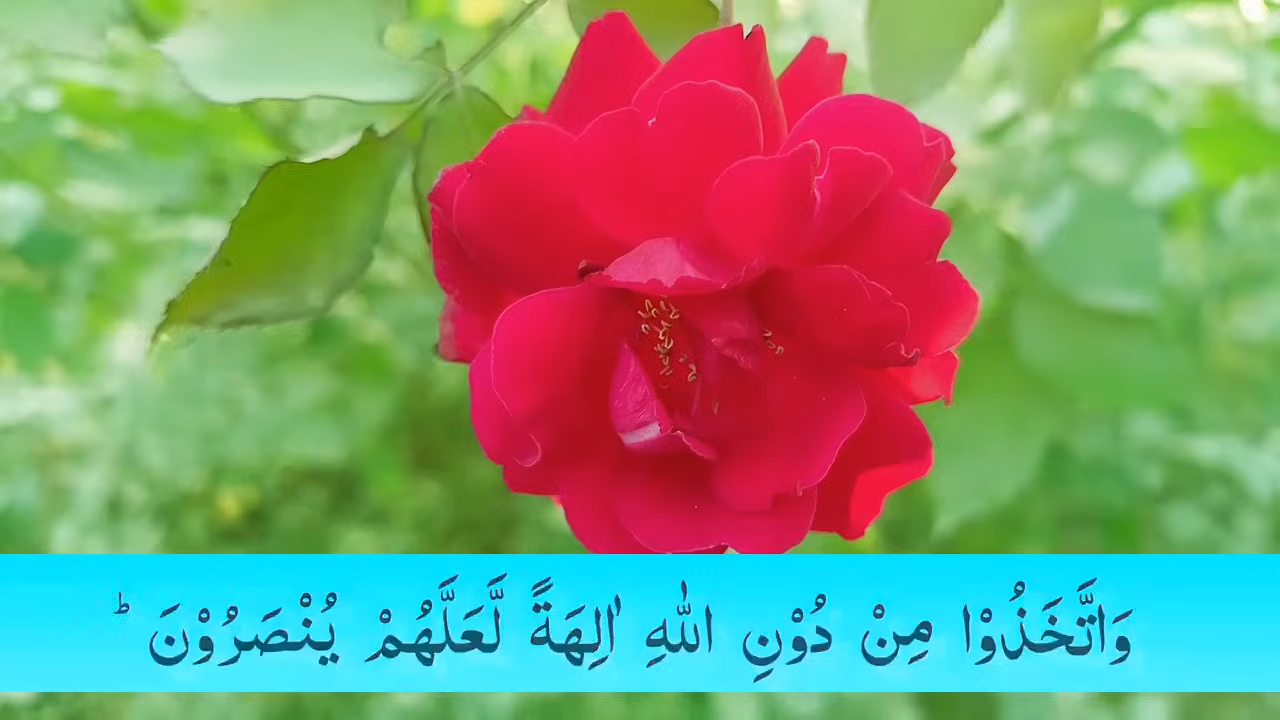 وَاتَّخَذُوْا مِنْ دُوْنِ اللّٰهِ اٰلِهَةً لَّعَلَّهُمْ يُنْصَرُوْنَ ؕ